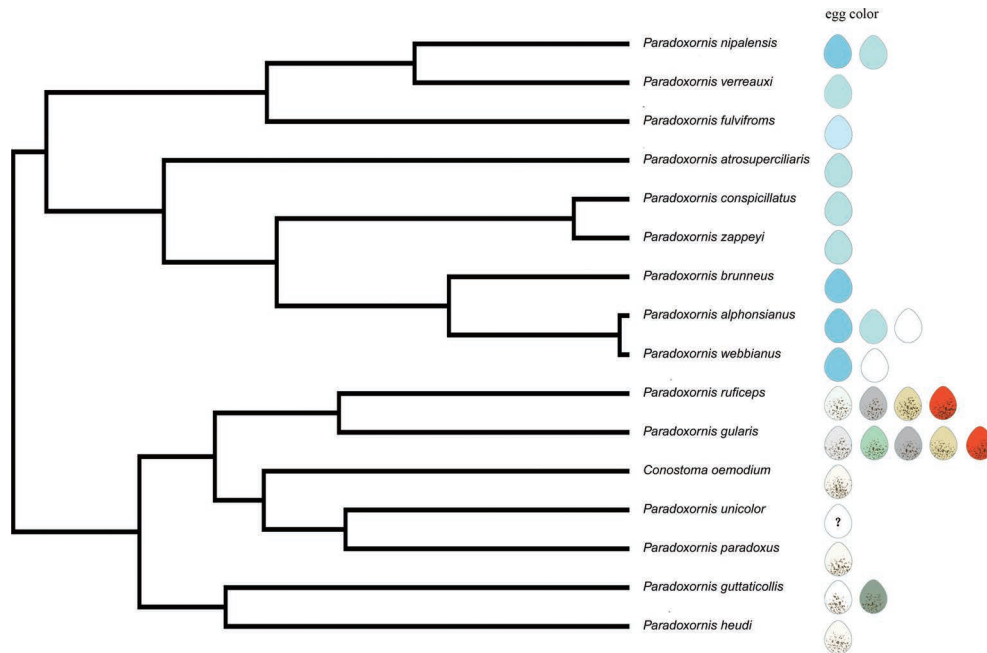 egg color
Paradoxornis nipalensis
Paradoxornis verreauxi
Paradoxornis fulvifroms
Paradoxornis atrosuperciliaris
Paradoxornis conspicillatus
Paradoxornis zappeyi
Paradoxornis brunneus
Paradoxornis alphonsianus
Paradoxornis webbianus
Paradoxornis ruficeps
Paradoxornis gularis
Conostoma oemodium
Paradoxornis unicolor ?
Paradoxornis paradoxus
Paradoxornis guttaticollis
Paradoxornis heudi